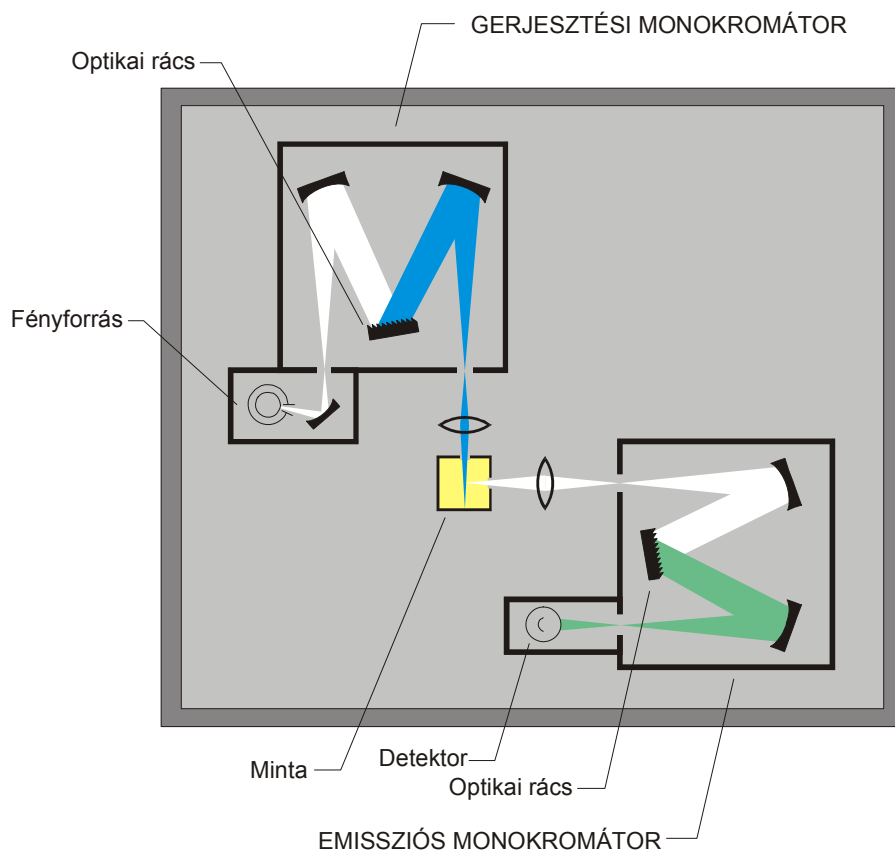 GERJESZTÉSI MONOKROMÁTOR
Optikai rács
Fényforrás
Minta
Detektor
Optikai rács
EMISSZIÓS MONOKROMÁTOR